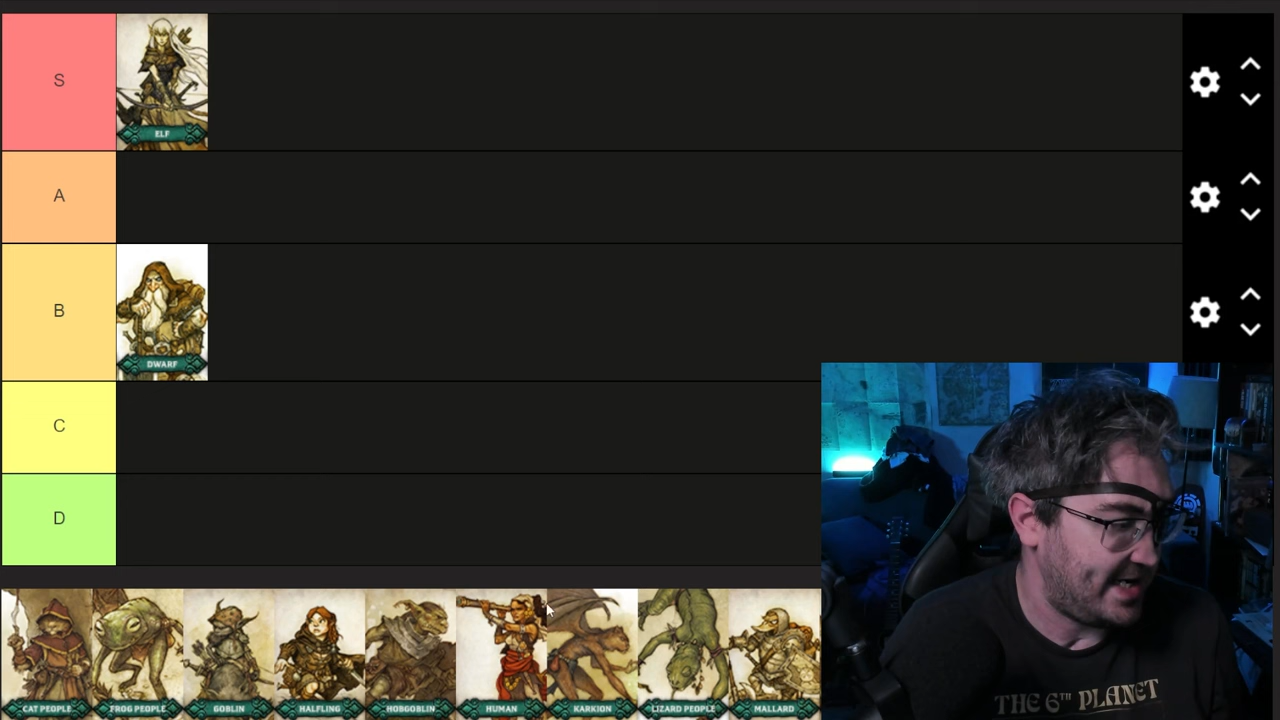 S
ELF
A
B
DWARF
C
D
CAT PEOPLE
FROG PEOPLE
GOBLIN
HALFLING
HOBGOBLIN
HUMAN
KARKION
LIZARD PEOPLE
MALLARD
THE 6TH PLANET